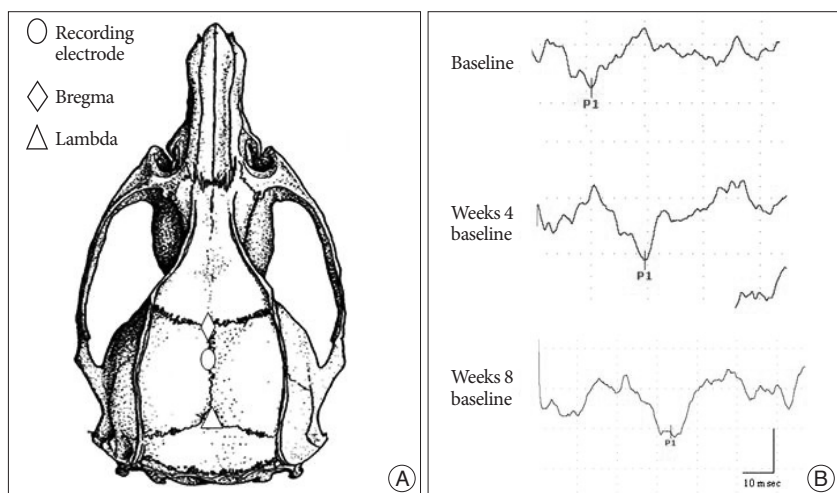 Recording
electrode
Bregma
Lambda
A
Baseline
P1
Weeks 4
baseline
P1
Weeks 8
baseline
P1
10 msec
B